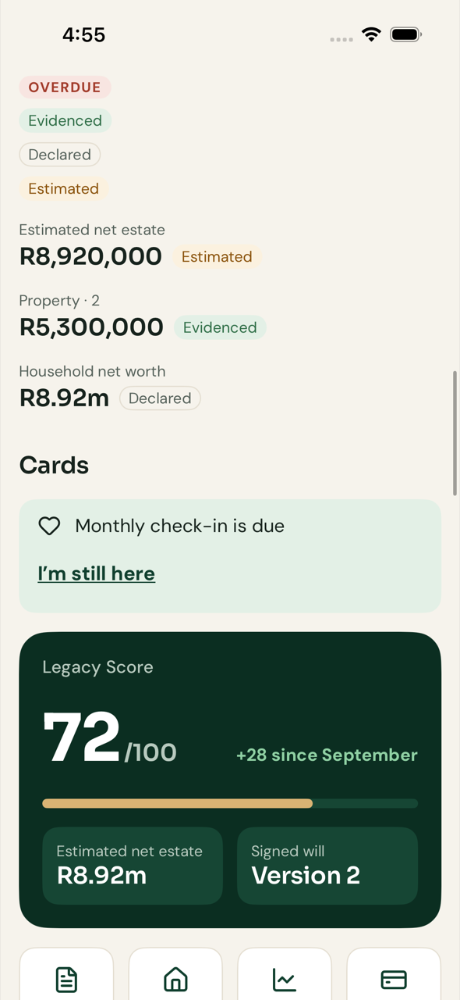 4:55
OVERDUE
Evidenced
Declared
Estimated
Estimated net estate
R8,920,000 Estimated
Property · 2
R5,300,000 Evidenced
Household net worth
R8.92m Declared
Cards
Monthly check-in is due
I’m still here
Legacy Score
72/100 +28 since September
Estimated net estate
R8.92m
Signed will
Version 2